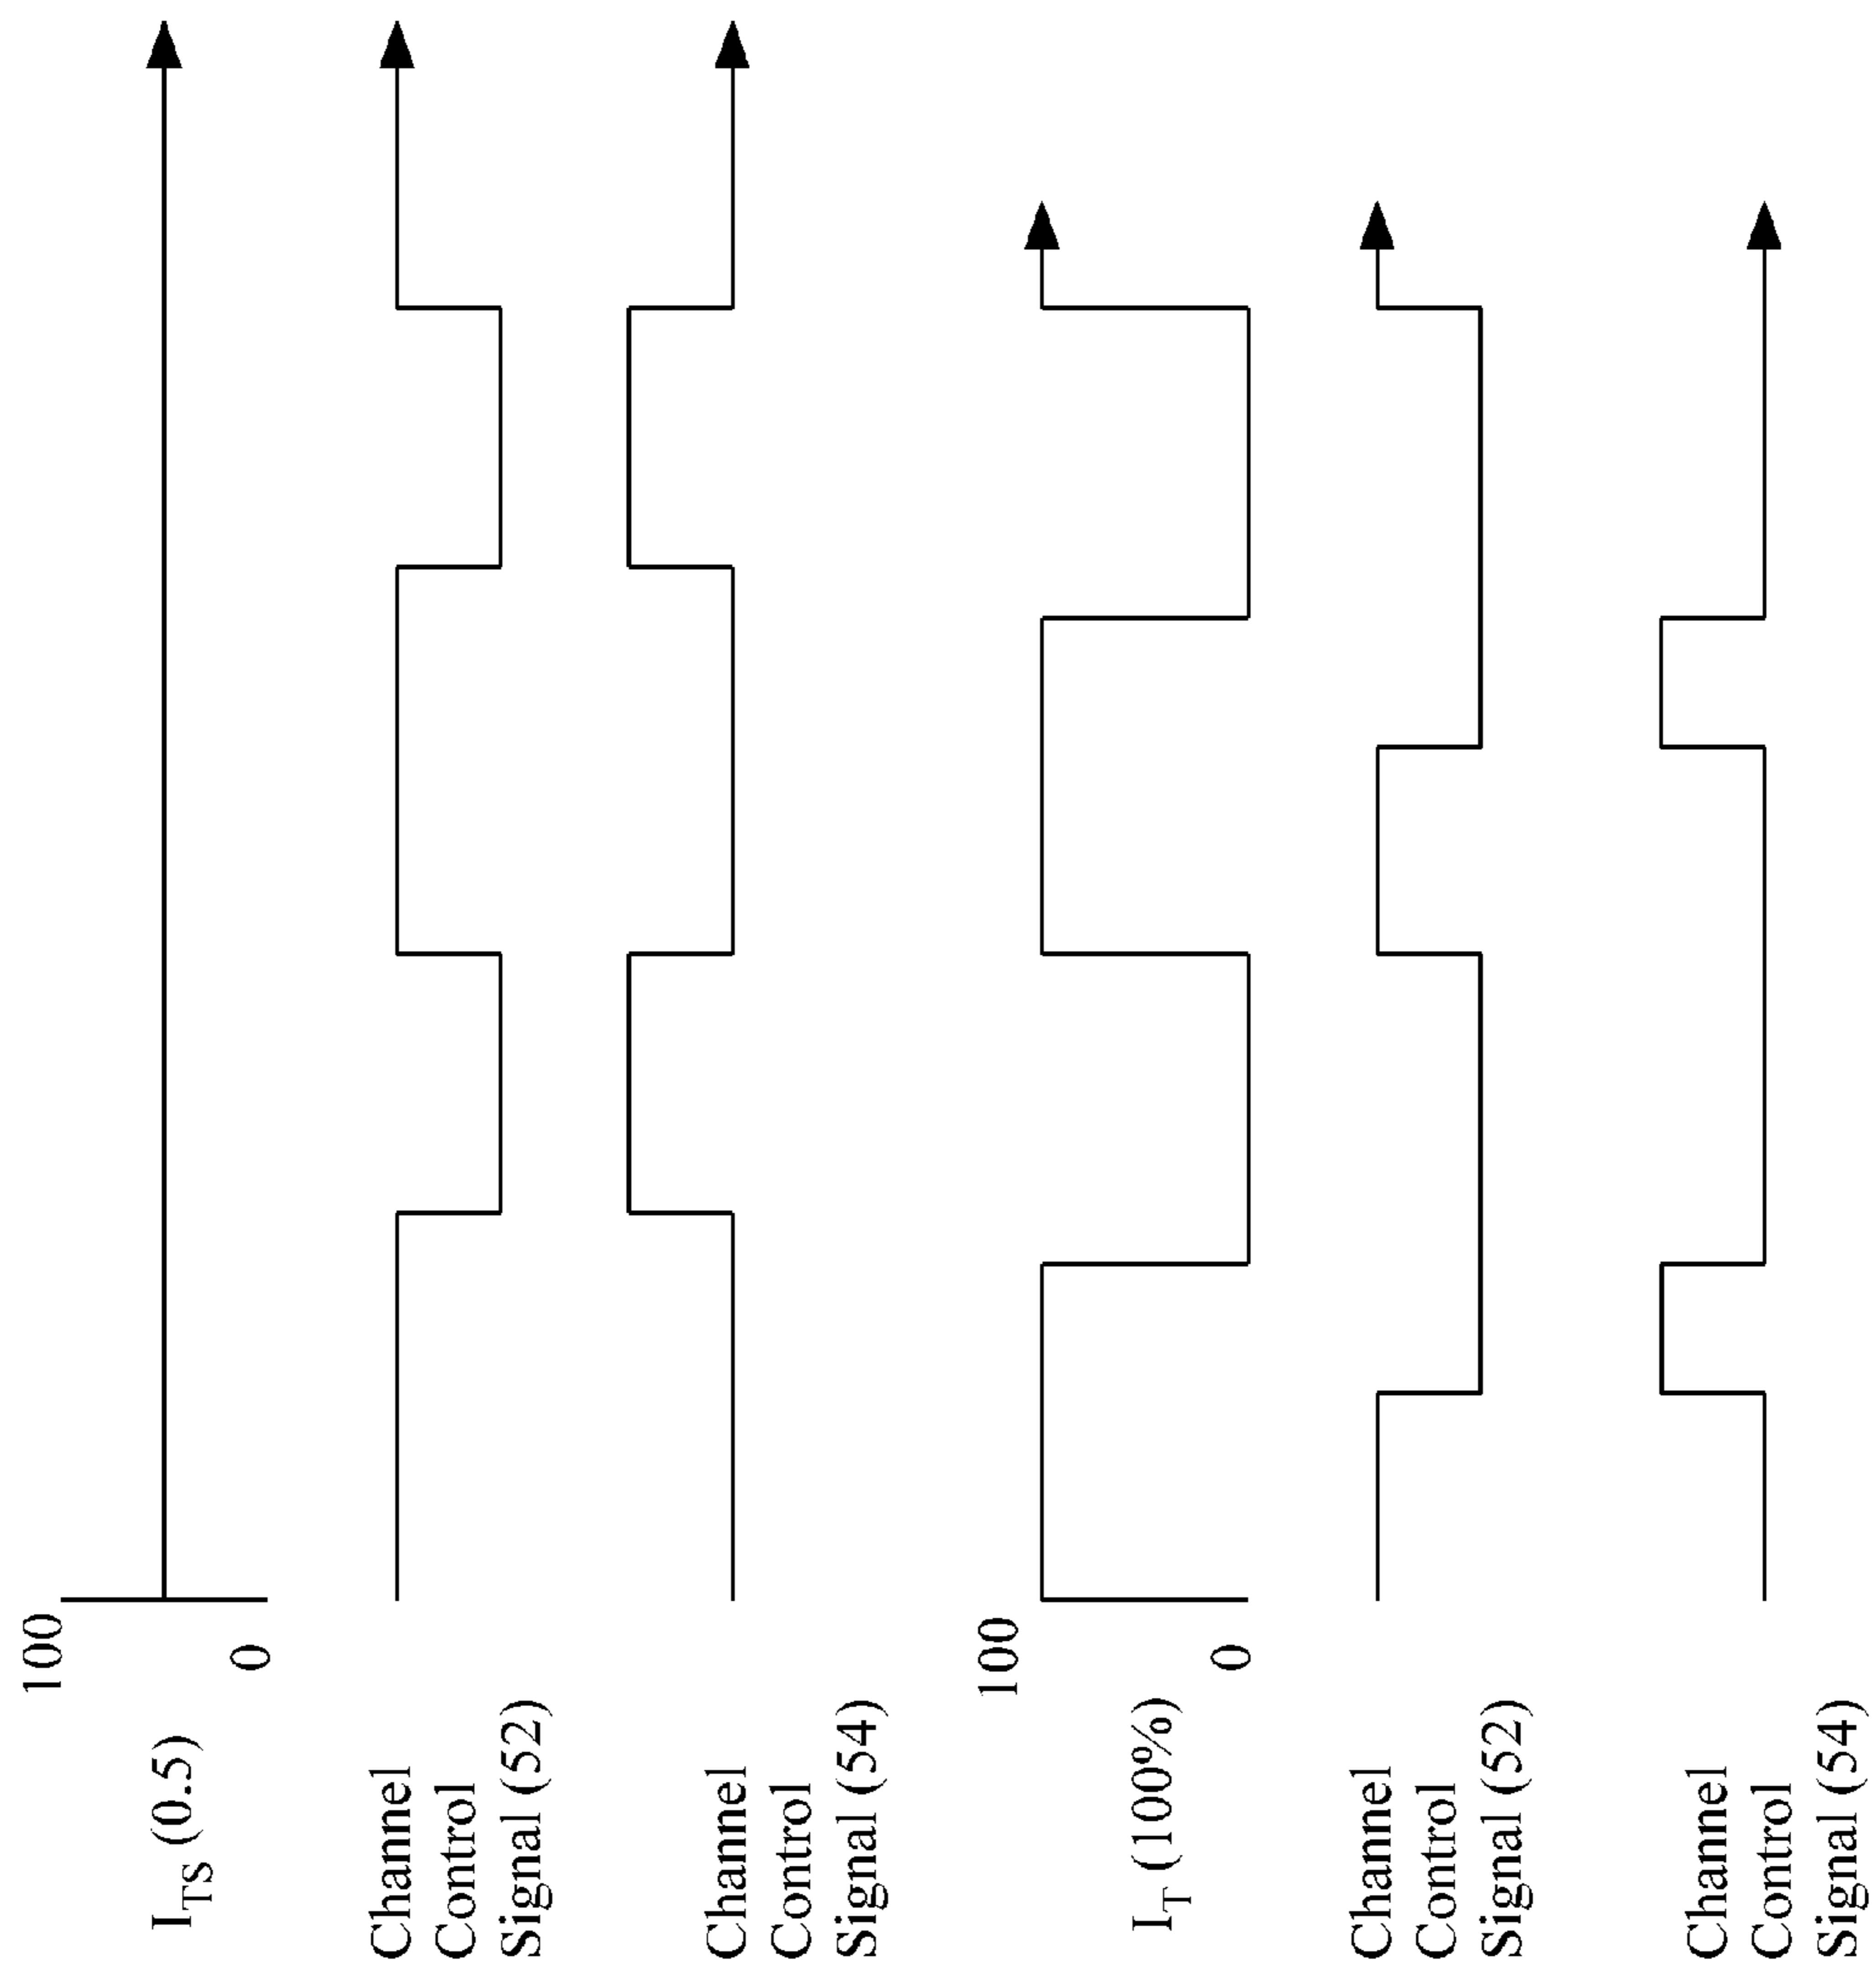 100
I_TS (0.5)
0
Channel
Control
Signal (52)
Channel
Control
Signal (54)
100
I_T (100%)
0
Channel
Control
Signal (52)
Channel
Control
Signal (54)